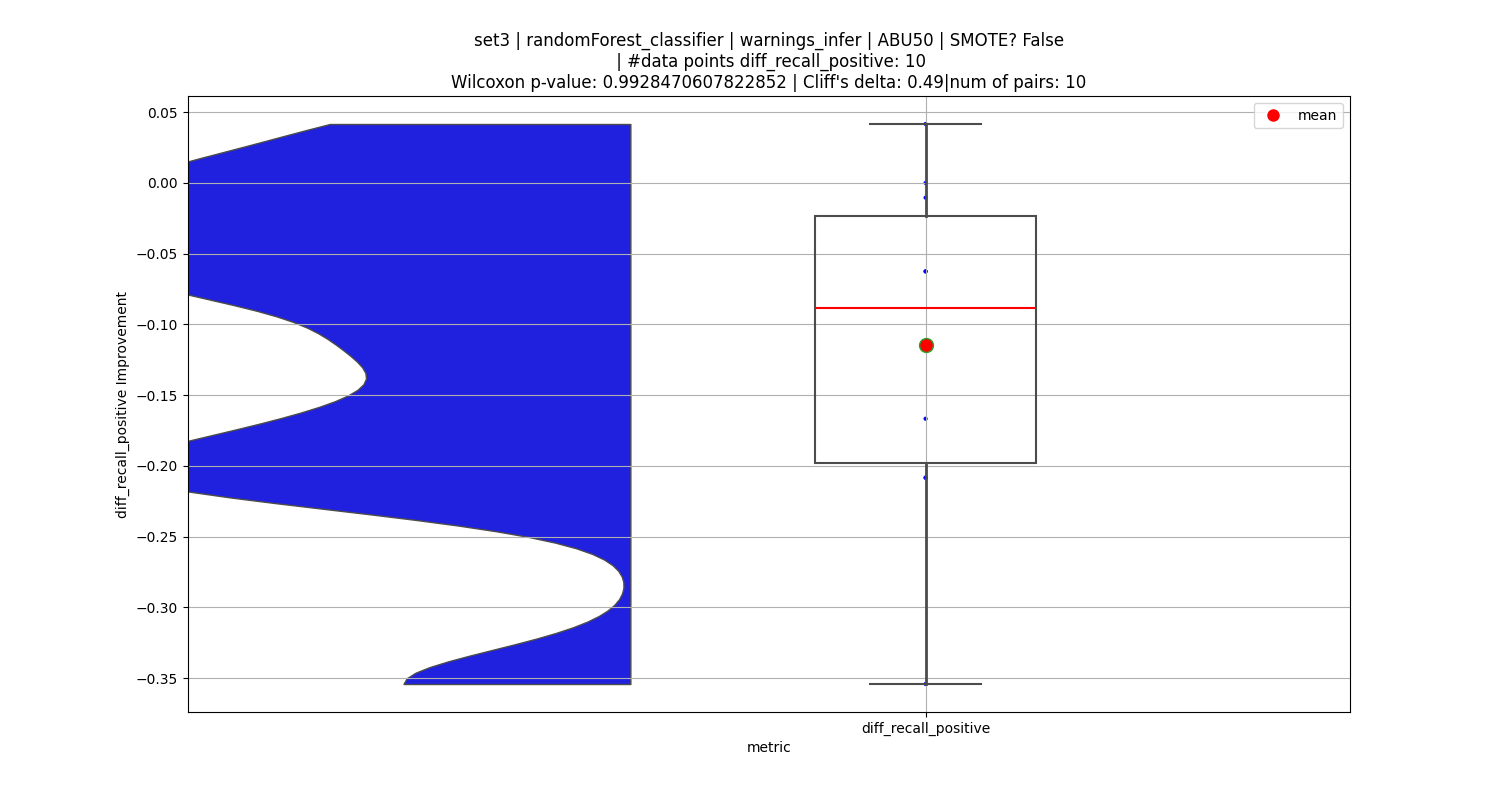 set3 | randomForest_classifier | warnings_infer | ABU50 | SMOTE? False
| #data points diff_recall_positive: 10
Wilcoxon p-value: 0.9928470607822852 | Cliff's delta: 0.49|num of pairs: 10
mean
0.05
0.00
−0.05
−0.10
−0.15
−0.20
−0.25
−0.30
−0.35
diff_recall_positive Improvement
diff_recall_positive
metric